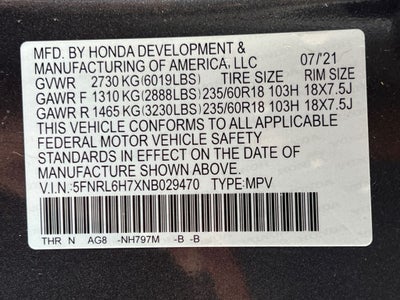 MFD. BY HONDA DEVELOPMENT &
MANUFACTURING OF AMERICA, LLC 07/'21
GVWR 2730 KG (6019LBS) TIRE SIZE RIM SIZE
GAWR F 1310 KG (2888LBS) 235/60R18 103H 18X7.5J
GAWR R 1465 KG (3230LBS) 235/60R18 103H 18X7.5J
THIS VEHICLE CONFORMS TO ALL APPLICABLE
FEDERAL MOTOR VEHICLE SAFETY
STANDARDS IN EFFECT ON THE DATE OF
MANUFACTURE SHOWN ABOVE.
V.I.N: 5FNRL6H7XNB029470 TYPE: MPV
THR N AG8 -NH797M -B -B